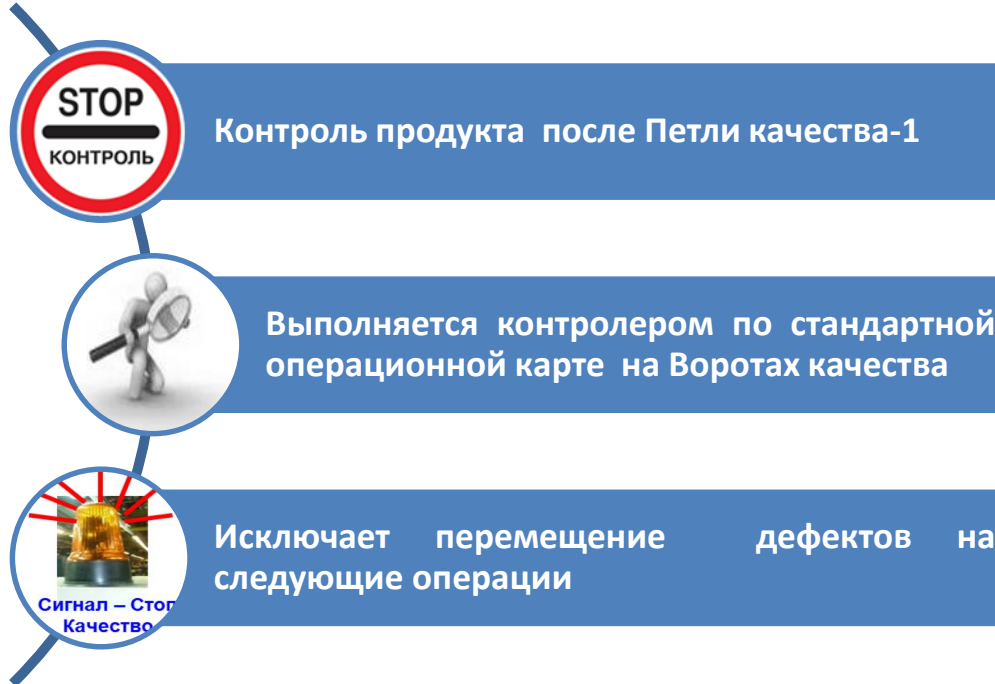 STOP
КОНТРОЛЬ
Контроль продукта после Петли качества-1
Выполняется контролером по стандартной
операционной карте на Воротах качества
Исключает перемещение дефектов на
следующие операции
Сигнал – Стоп
Качество